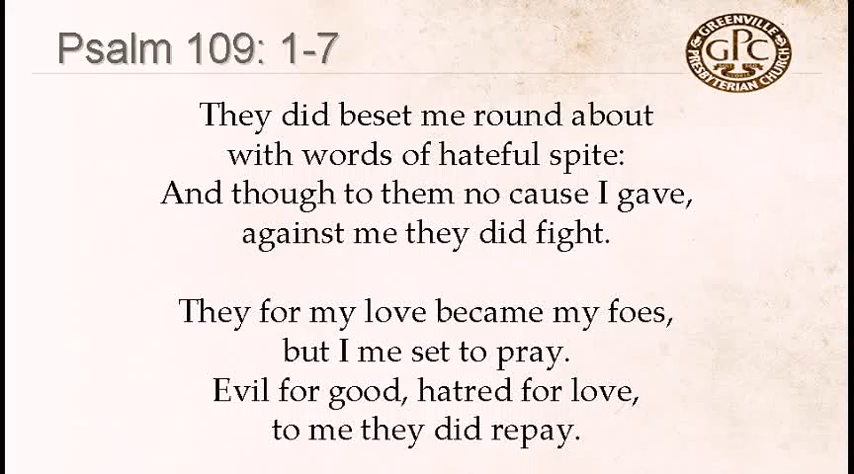 Psalm 109: 1-7
GREENVILLE
GPC
PRESBYTERIAN CHURCH
They did beset me round about
with words of hateful spite:
And though to them no cause I gave,
against me they did fight.
They for my love became my foes,
but I me set to pray.
Evil for good, hatred for love,
to me they did repay.